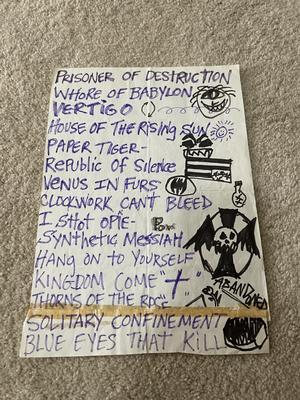 PRISONER OF DESTRUCTION
WHORE OF BABYLON
VERTIGO
HOUSE OF THE RISING SUN
PAPER TIGER-
REPUBLIC OF SILENCE
VENUS IN FURS
CLOCKWORK CANT BLEED
I SHOT OPIE-
SYNTHETIC MESSIAH
HANG ON TO YOURSELF
KINGDOM COME "+"
ABANDONED
THORNS OF THE
SOLITARY CONFINEMENT
BLUE EYES THAT KILL